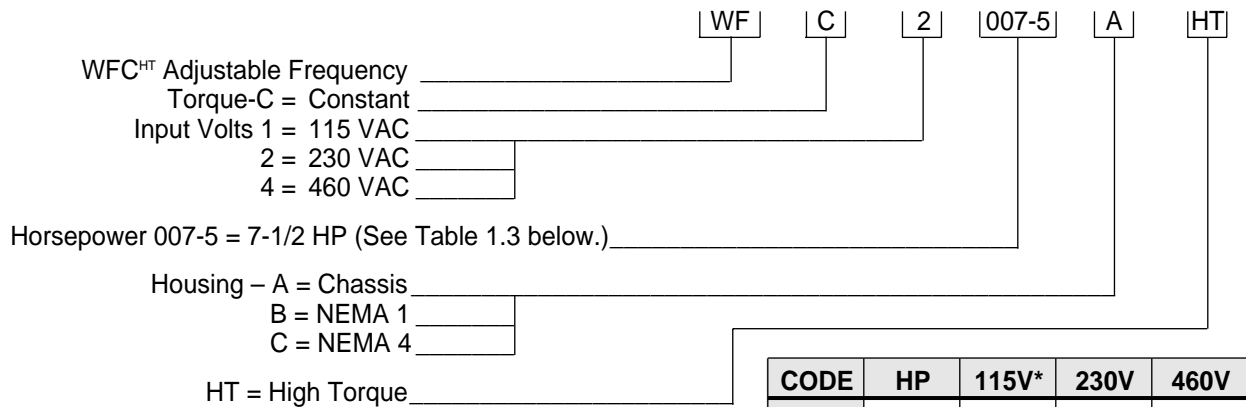 WF C 2 007-5 A HT
WFCᴴᵀ Adjustable Frequency
Torque-C = Constant
Input Volts 1 = 115 VAC
2 = 230 VAC
4 = 460 VAC
Horsepower 007-5 = 7-1/2 HP (See Table 1.3 below.)
Housing – A = Chassis
B = NEMA 1
C = NEMA 4
HT = High Torque
CODE HP 115V* 230V 460V